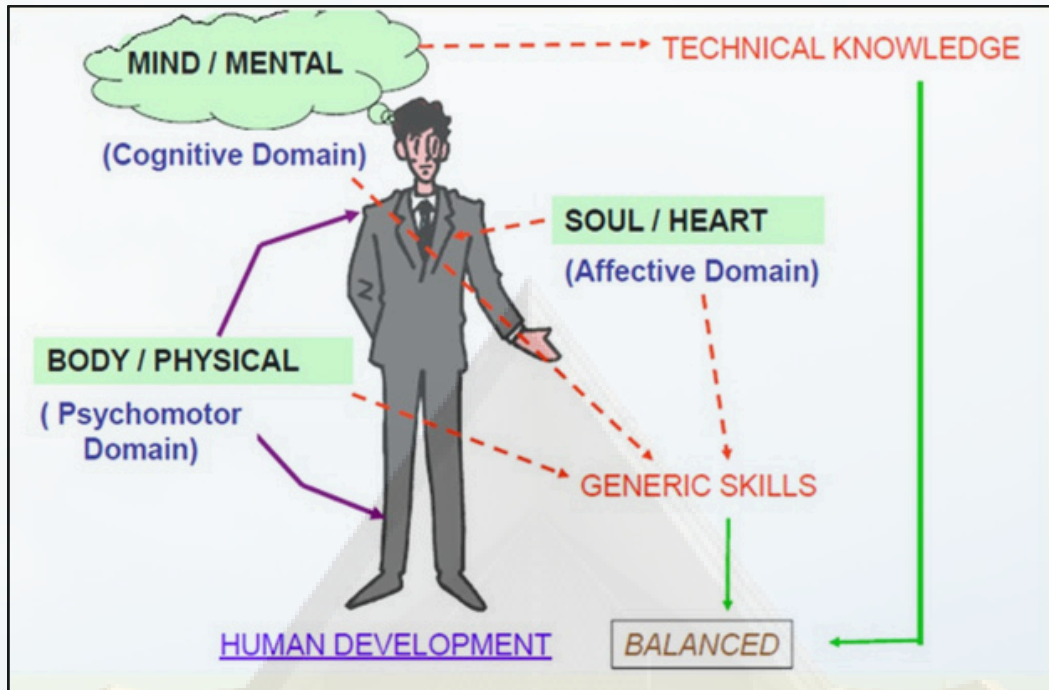 MIND / MENTAL
TECHNICAL KNOWLEDGE
(Cognitive Domain)
SOUL / HEART
(Affective Domain)
BODY / PHYSICAL
( Psychomotor
Domain)
GENERIC SKILLS
HUMAN DEVELOPMENT
BALANCED